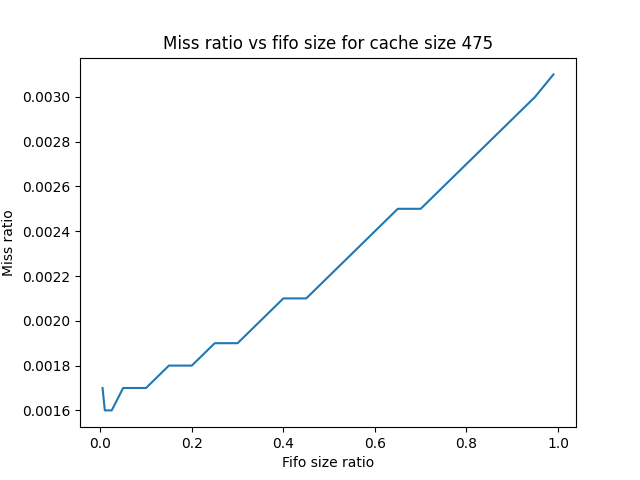 Miss ratio vs fifo size for cache size 475
0.0030
0.0028
0.0026
0.0024
0.0022
0.0020
0.0018
0.0016
Miss ratio
0.0 0.2 0.4 0.6 0.8 1.0
Fifo size ratio